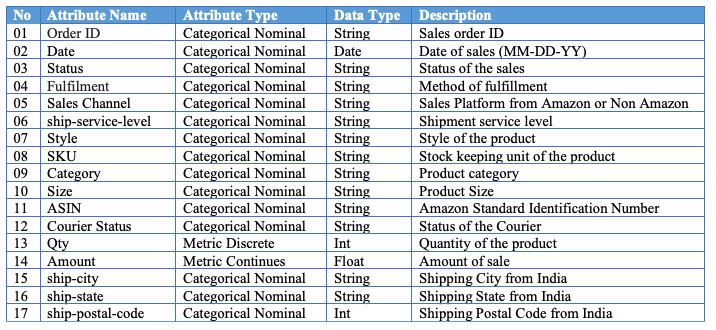 No Attribute Name Attribute Type Data Type Description
01 Order ID Categorical Nominal String Sales order ID
02 Date Categorical Nominal Date Date of sales (MM-DD-YY)
03 Status Categorical Nominal String Status of the sales
04 Fulfilment Categorical Nominal String Method of fulfillment
05 Sales Channel Categorical Nominal String Sales Platform from Amazon or Non Amazon
06 ship-service-level Categorical Nominal String Shipment service level
07 Style Categorical Nominal String Style of the product
08 SKU Categorical Nominal String Stock keeping unit of the product
09 Category Categorical Nominal String Product category
10 Size Categorical Nominal String Product Size
11 ASIN Categorical Nominal String Amazon Standard Identification Number
12 Courier Status Categorical Nominal String Status of the Courier
13 Qty Metric Discrete Int Quantity of the product
14 Amount Metric Continues Float Amount of sale
15 ship-city Categorical Nominal String Shipping City from India
16 ship-state Categorical Nominal String Shipping State from India
17 ship-postal-code Categorical Nominal Int Shipping Postal Code from India